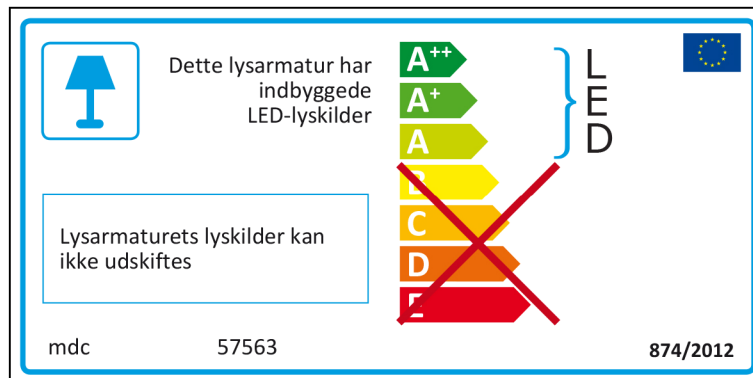 Dette lysarmatur har
indbyggede
LED-lyskilder
A++
A+
A
B
C
D
E
L
E
D
Lysarmaturets lyskilder kan
ikke udskiftes
mdc 57563
874/2012